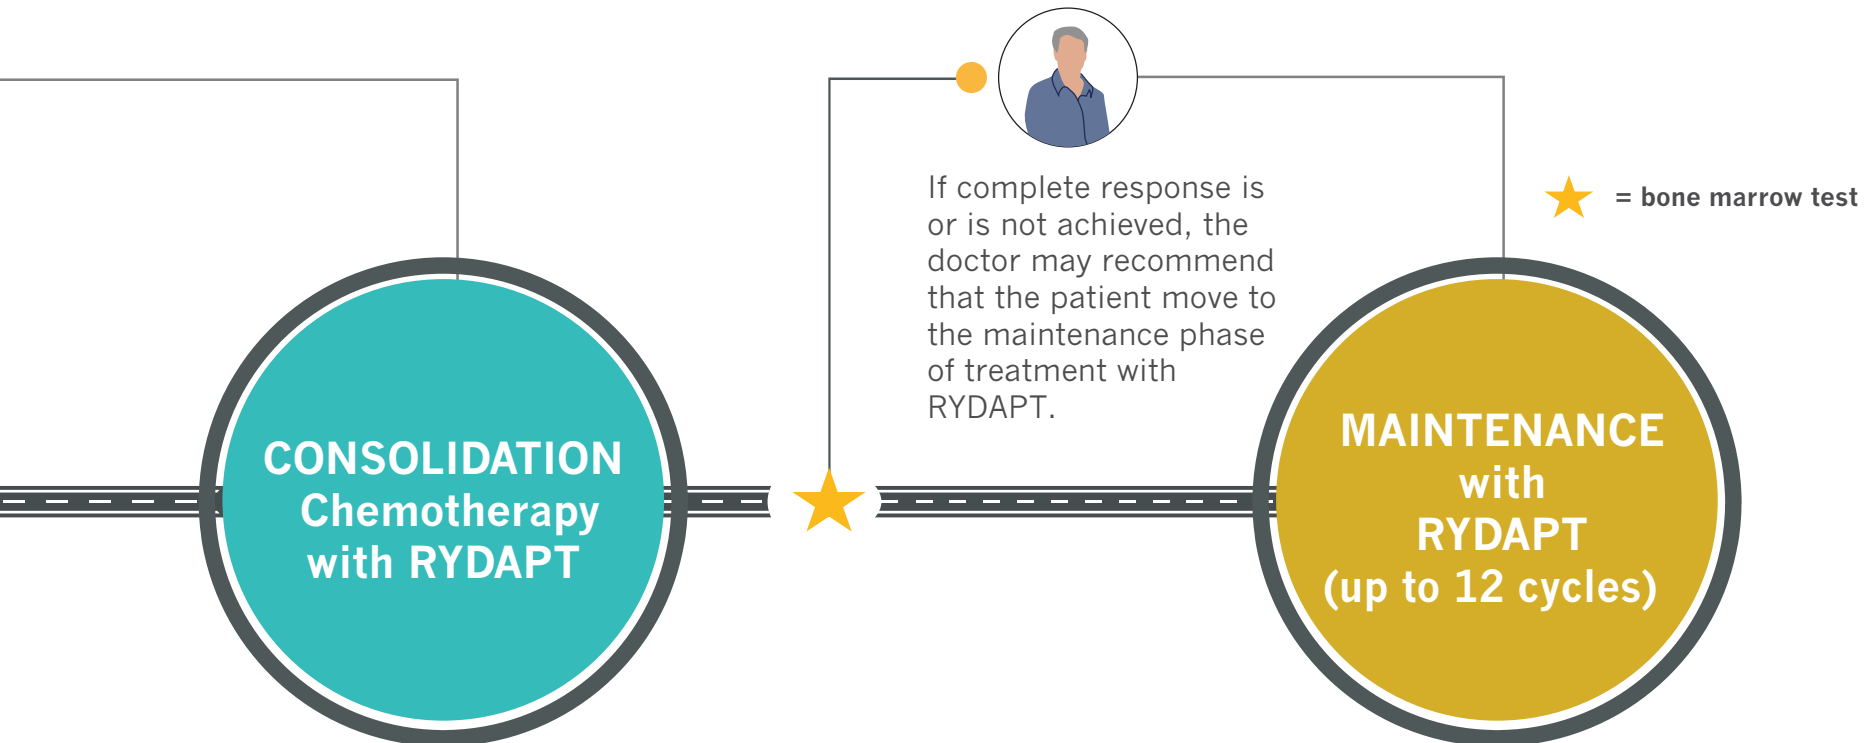 If complete response is
or is not achieved, the
doctor may recommend
that the patient move to
the maintenance phase
of treatment with
RYDAPT.
= bone marrow test
CONSOLIDATION
Chemotherapy
with RYDAPT
MAINTENANCE
with
RYDAPT
(up to 12 cycles)